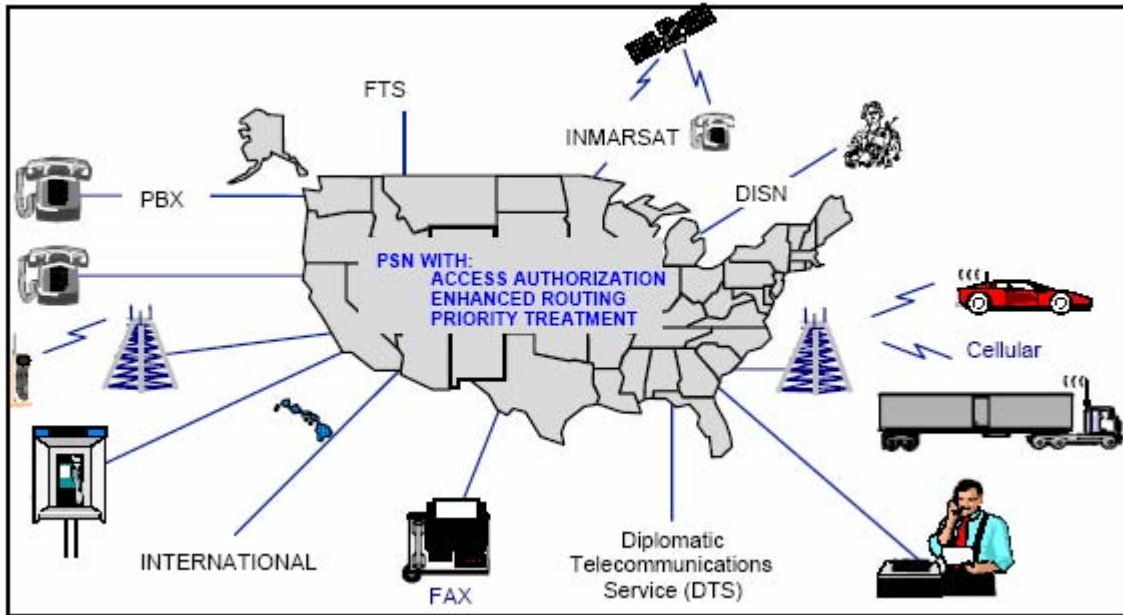 FTS
INMARSAT
PBX
DISN
PSN WITH:
ACCESS AUTHORIZATION
ENHANCED ROUTING
PRIORITY TREATMENT
Cellular
INTERNATIONAL
FAX
Diplomatic
Telecommunications
Service (DTS)